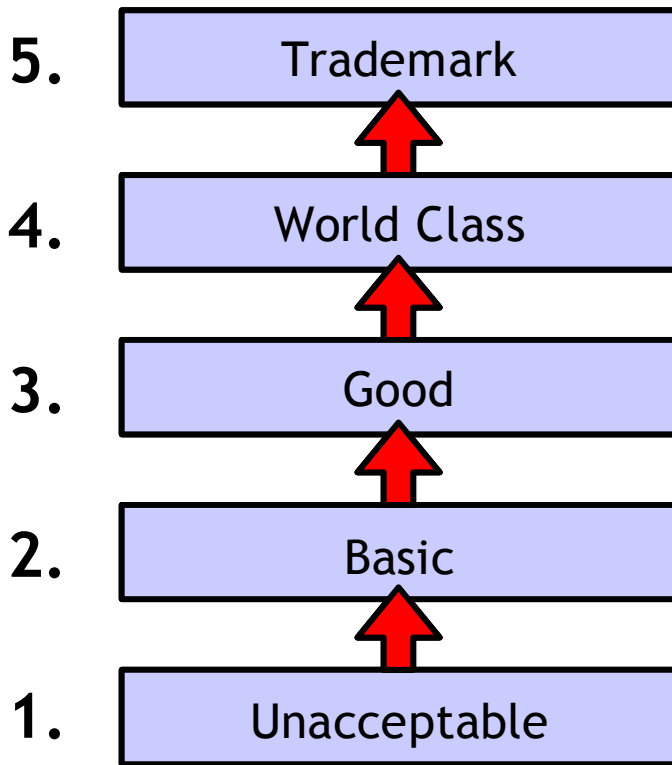 5. Trademark
4. World Class
3. Good
2. Basic
1. Unacceptable